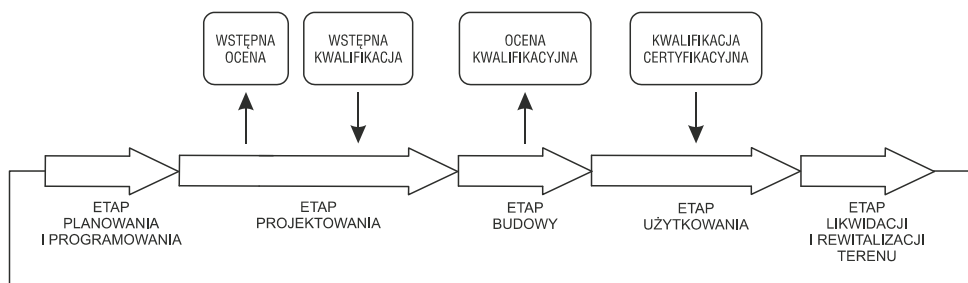 WSTĘPNA
OCENA
WSTĘPNA
KWALIFIKACJA
OCENA
KWALIFIKACYJNA
KWALIFIKACJA
CERTYFIKACYJNA
ETAP
PLANOWANIA
I PROGRAMOWANIA
ETAP
PROJEKTOWANIA
ETAP
BUDOWY
ETAP
UŻYTKOWANIA
ETAP
LIKWIDACJI
I REWITALIZACJI
TERENU